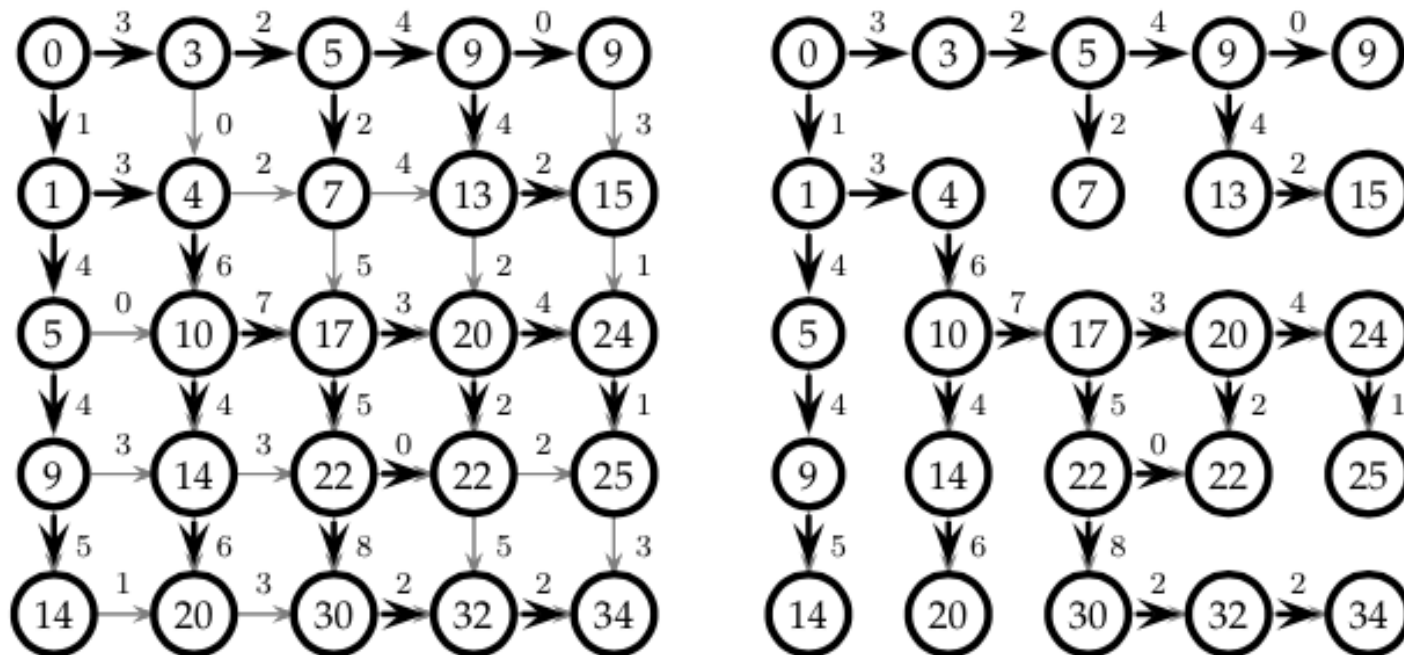 3 2 4 0 3 2 4 0
0 3 5 9 9 0 3 5 9 9
1 0 2 4 3 1 2 4
3 2 4 2 3 2
1 4 7 13 15 1 4 7 13 15
4 6 5 2 1 4 6
0 7 3 4 7 3 4
5 10 17 20 24 5 10 17 20 24
4 4 5 2 1 4 4 5 2 1
3 3 0 2 0
9 14 22 22 25 9 14 22 22 25
5 6 8 5 3 5 6 8
1 3 2 2 2 2
14 20 30 32 34 14 20 30 32 34